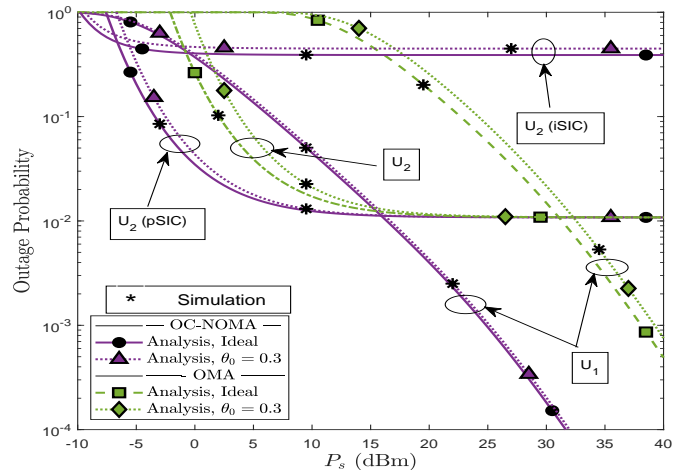 10^0
10^-1
10^-2
10^-3
10^-4
Outage Probability
U_2 (iSIC)
U_2
U_2 (pSIC)
U_1
* Simulation
OC-NOMA
Analysis, Ideal
Analysis, θ_0 = 0.3
OMA
Analysis, Ideal
Analysis, θ_0 = 0.3
-10 -5 0 5 10 15 20 25 30 35 40
P_s (dBm)